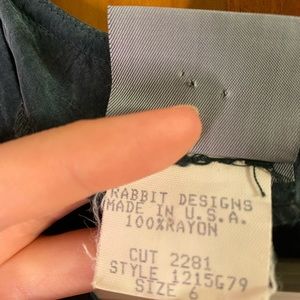 RABBIT DESIGNS
MADE IN U.S.A.
100%RAYON
CUT 2281
STYLE 1215G79
SIZE 6